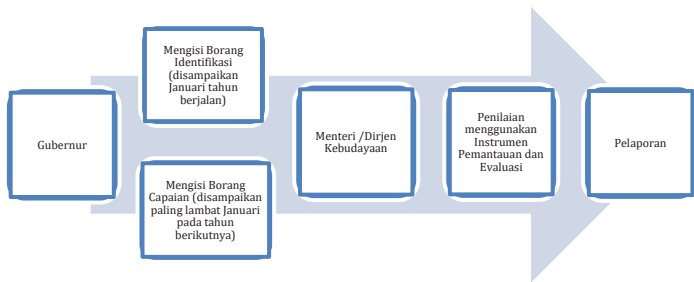 Gubernur
Mengisi Borang
Identifikasi
(disampaikan
Januari tahun
berjalan)
Mengisi Borang
Capaian (disampaikan
paling lambat Januari
pada tahun
berikutnya)
Menteri /Dirjen
Kebudayaan
Penilaian
menggunakan
Instrumen
Pemantauan dan
Evaluasi
Pelaporan